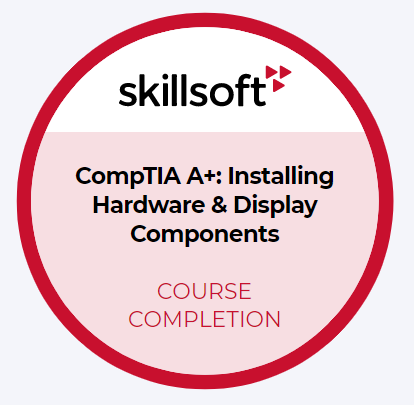 skillsoft
CompTIA A+: Installing
Hardware & Display
Components
COURSE
COMPLETION